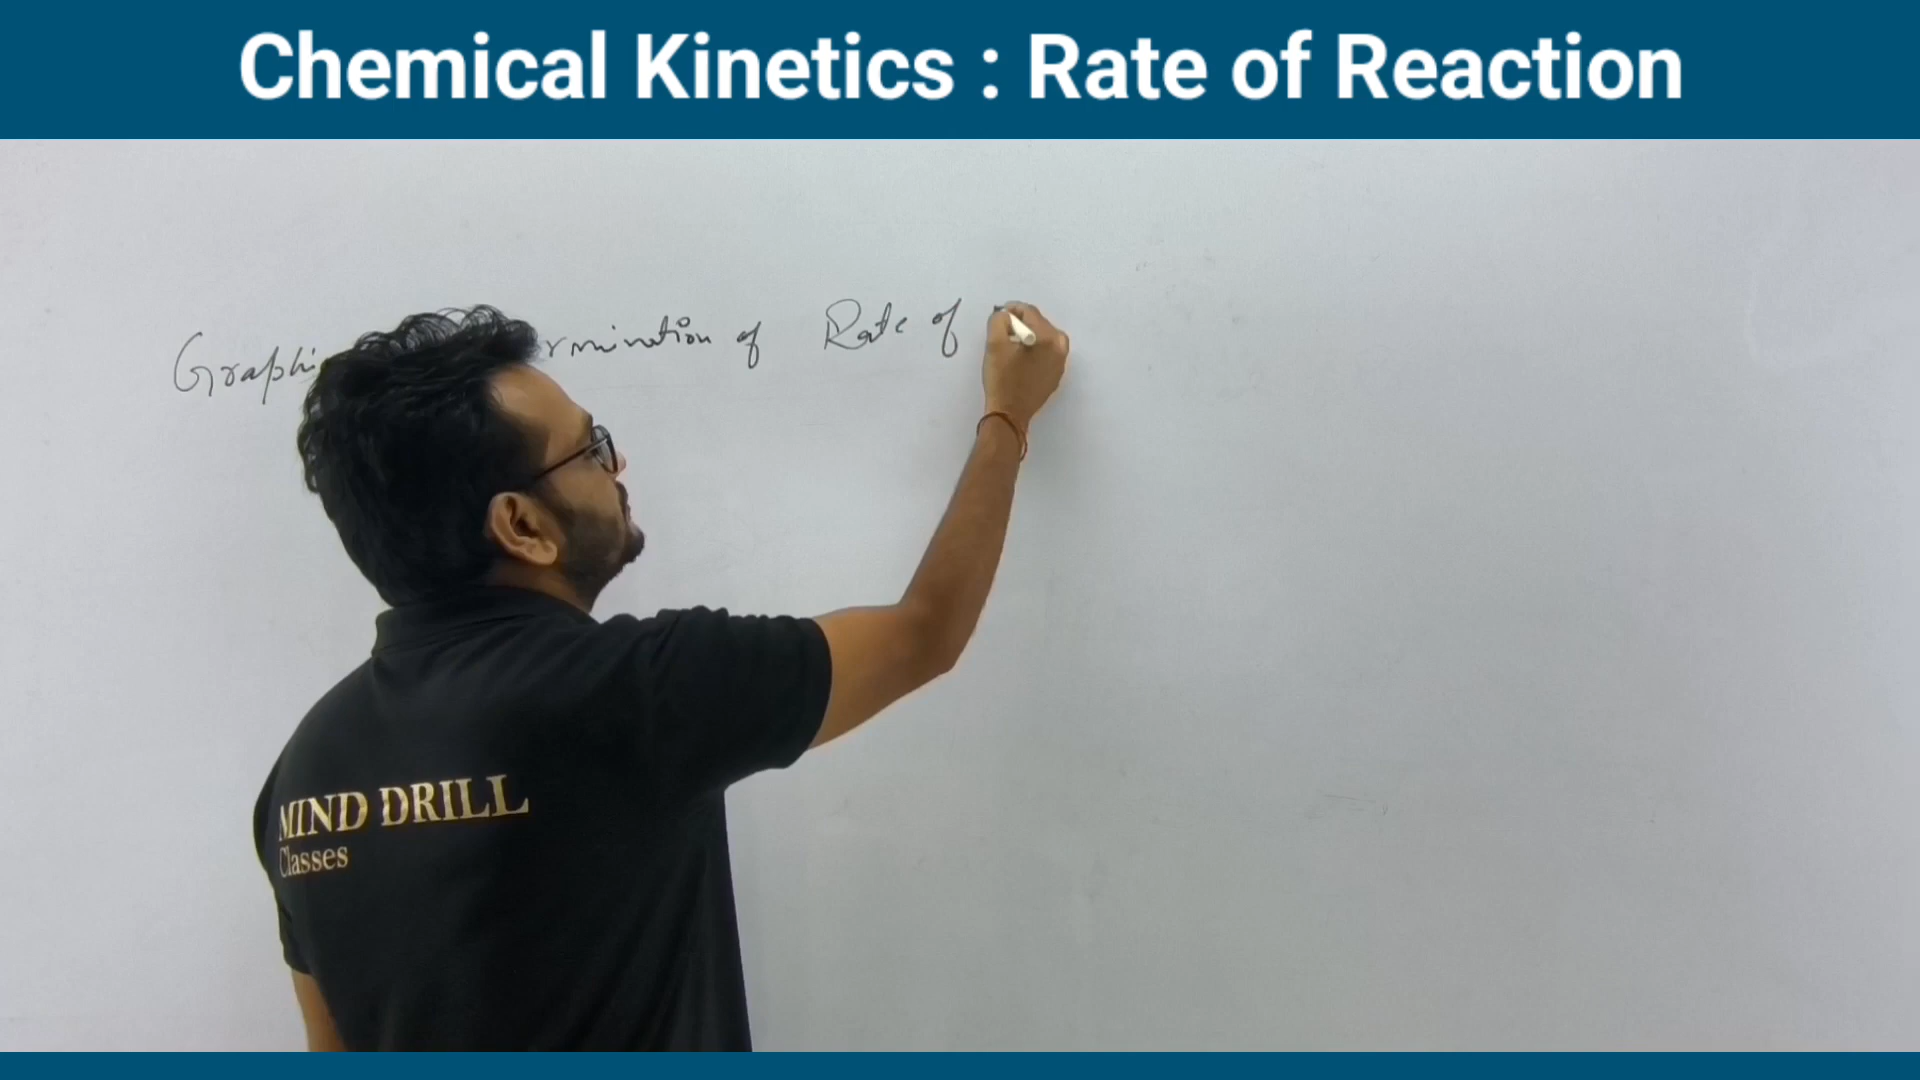 Chemical Kinetics : Rate of Reaction
Graphi rmination of Rate of
MIND DRILL
Classes